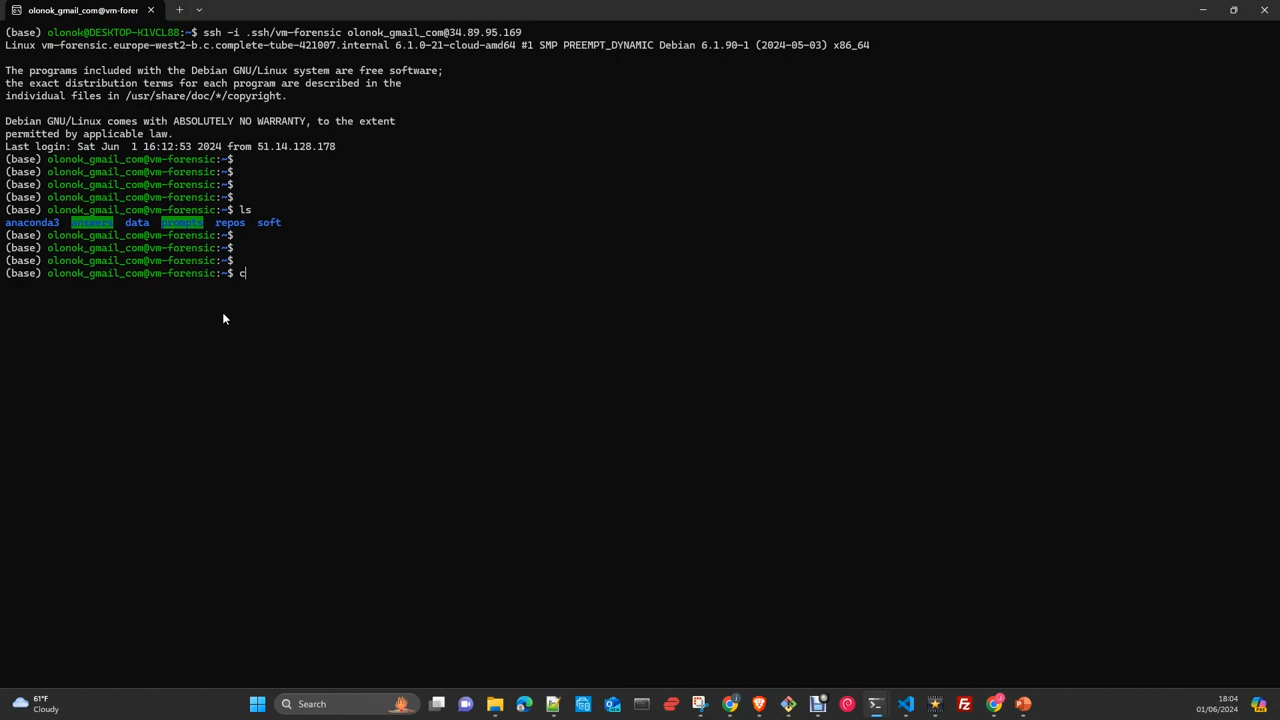 olonok_gmail_com@vm-foren
(base) olonok@DESKTOP-K1VCL88:~$ ssh -i .ssh/vm-forensic olonok_gmail_com@34.89.95.169
Linux vm-forensic.europe-west2-b.c.complete-tube-421007.internal 6.1.0-21-cloud-amd64 #1 SMP PREEMPT_DYNAMIC Debian 6.1.90-1 (2024-05-03) x86_64
The programs included with the Debian GNU/Linux system are free software;
the exact distribution terms for each program are described in the
individual files in /usr/share/doc/*/copyright.
Debian GNU/Linux comes with ABSOLUTELY NO WARRANTY, to the extent
permitted by applicable law.
Last login: Sat Jun  1 16:12:53 2024 from 51.14.128.178
(base) olonok_gmail_com@vm-forensic:~$
(base) olonok_gmail_com@vm-forensic:~$
(base) olonok_gmail_com@vm-forensic:~$
(base) olonok_gmail_com@vm-forensic:~$
(base) olonok_gmail_com@vm-forensic:~$ ls
anaconda3  answers  data  prompts  repos  soft
(base) olonok_gmail_com@vm-forensic:~$
(base) olonok_gmail_com@vm-forensic:~$
(base) olonok_gmail_com@vm-forensic:~$
(base) olonok_gmail_com@vm-forensic:~$ c
61°F
Cloudy
Search
18:04
01/06/2024